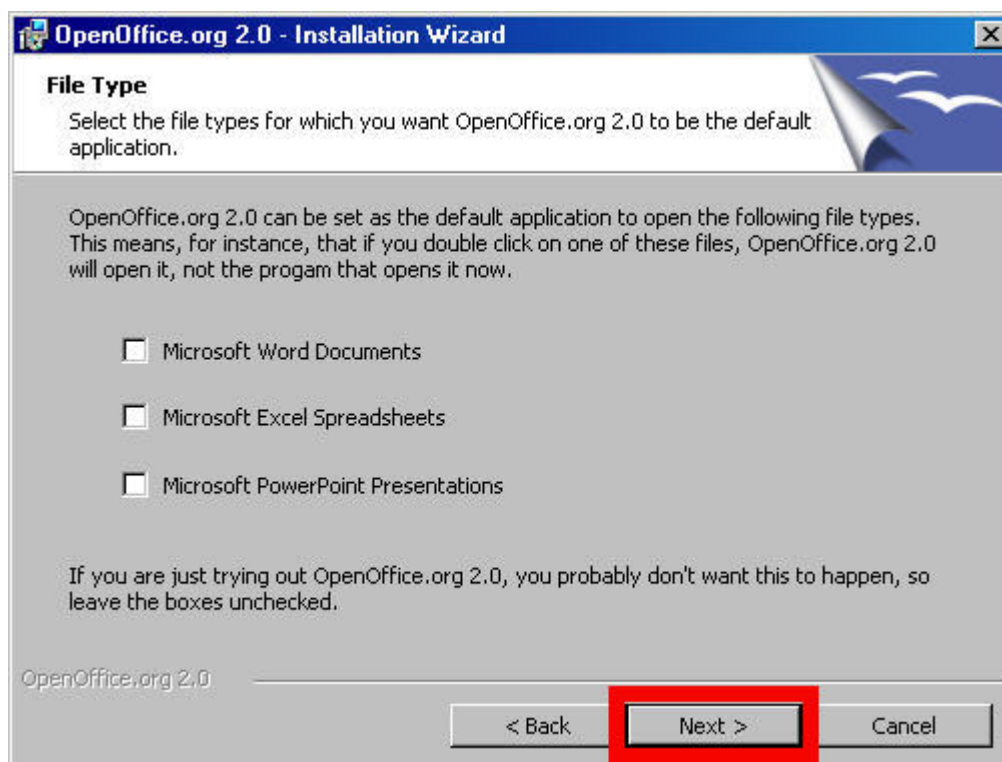 OpenOffice.org 2.0 - Installation Wizard
File Type
Select the file types for which you want OpenOffice.org 2.0 to be the default
application.
OpenOffice.org 2.0 can be set as the default application to open the following file types.
This means, for instance, that if you double click on one of these files, OpenOffice.org 2.0
will open it, not the progam that opens it now.
Microsoft Word Documents
Microsoft Excel Spreadsheets
Microsoft PowerPoint Presentations
If you are just trying out OpenOffice.org 2.0, you probably don't want this to happen, so
leave the boxes unchecked.
OpenOffice.org 2.0
< Back Next > Cancel